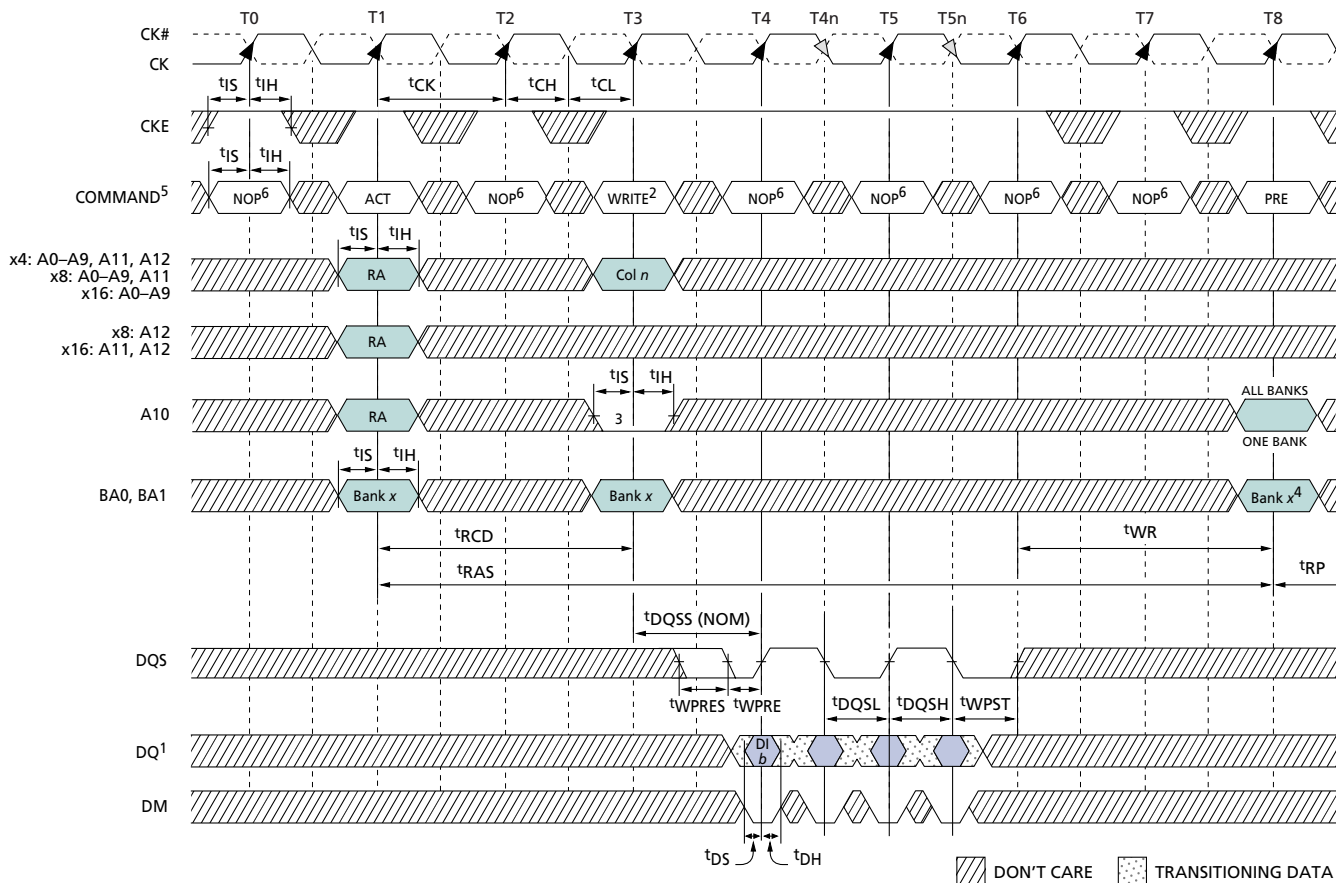 T0 T1 T2 T3 T4 T4n T5 T5n T6 T7 T8
CK#
CK
tIS tIH tCK tCH tCL
CKE
tIS tIH
COMMAND5 NOP6 ACT NOP6 WRITE2 NOP6 NOP6 NOP6 NOP6 PRE
tIS tIH
x4: A0–A9, A11, A12
x8: A0–A9, A11
x16: A0–A9
RA Col n
x8: A12
x16: A11, A12
RA
tIS tIH
ALL BANKS
A10 RA 3
ONE BANK
tIS tIH
BA0, BA1 Bank x Bank x Bank x4
tRCD tWR
tRAS tRP
tDQSS (NOM)
DQS
tWPRES tWPRE tDQSL tDQSH tWPST
DQ1 DI
b
DM
tDS tDH
DON'T CARE TRANSITIONING DATA